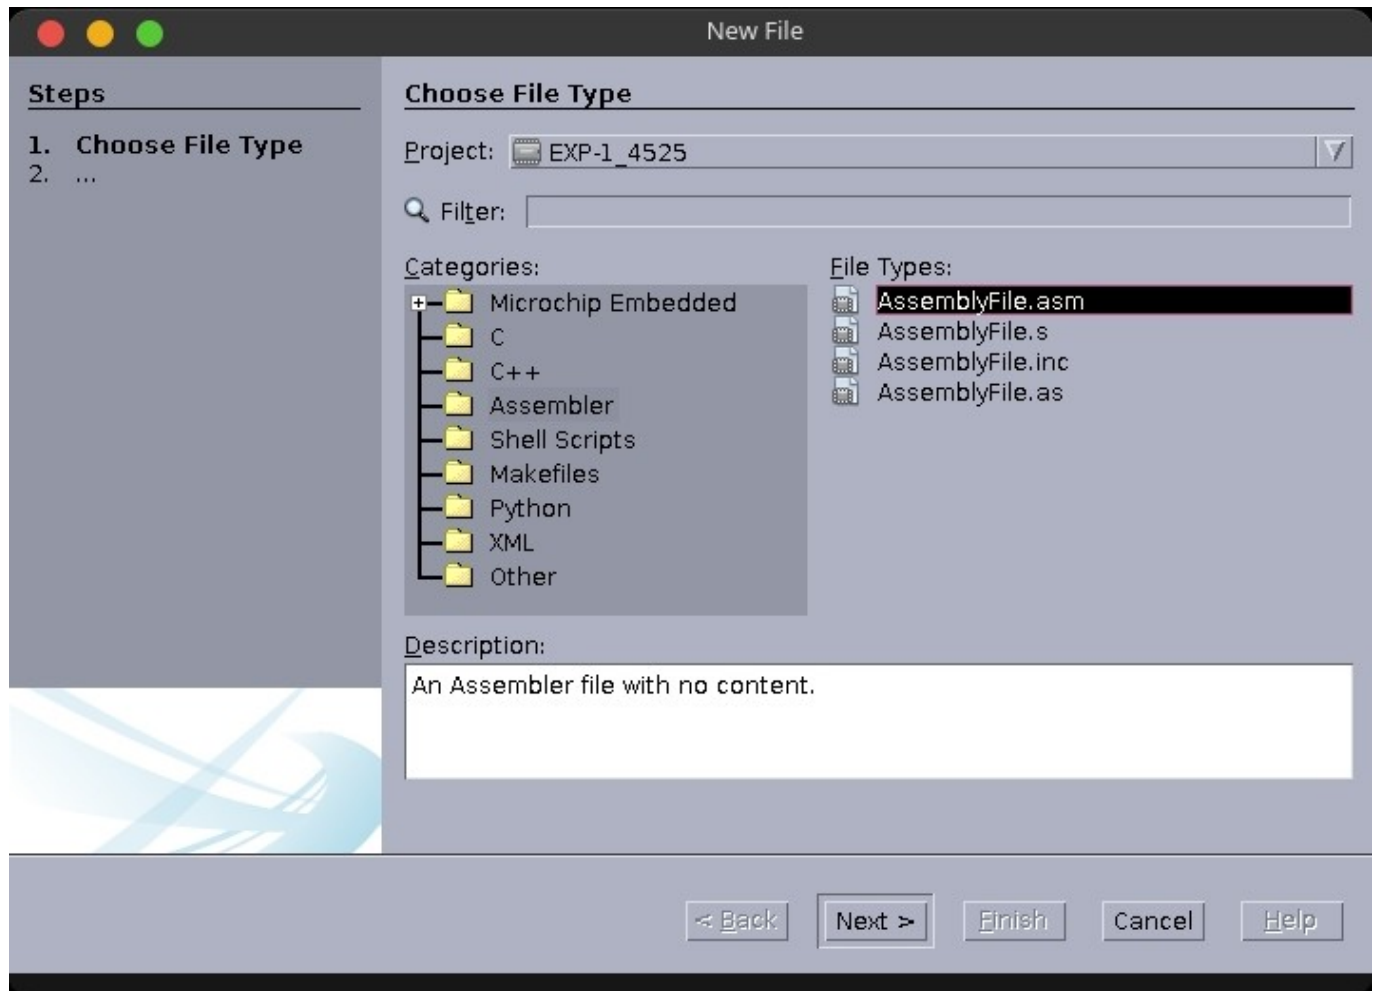 New File
Steps
1. Choose File Type
2. ...
Choose File Type
Project: EXP-1_4525
Filter:
Categories:
Microchip Embedded
C
C++
Assembler
Shell Scripts
Makefiles
Python
XML
Other
File Types:
AssemblyFile.asm
AssemblyFile.s
AssemblyFile.inc
AssemblyFile.as
Description:
An Assembler file with no content.
< Back Next > Finish Cancel Help